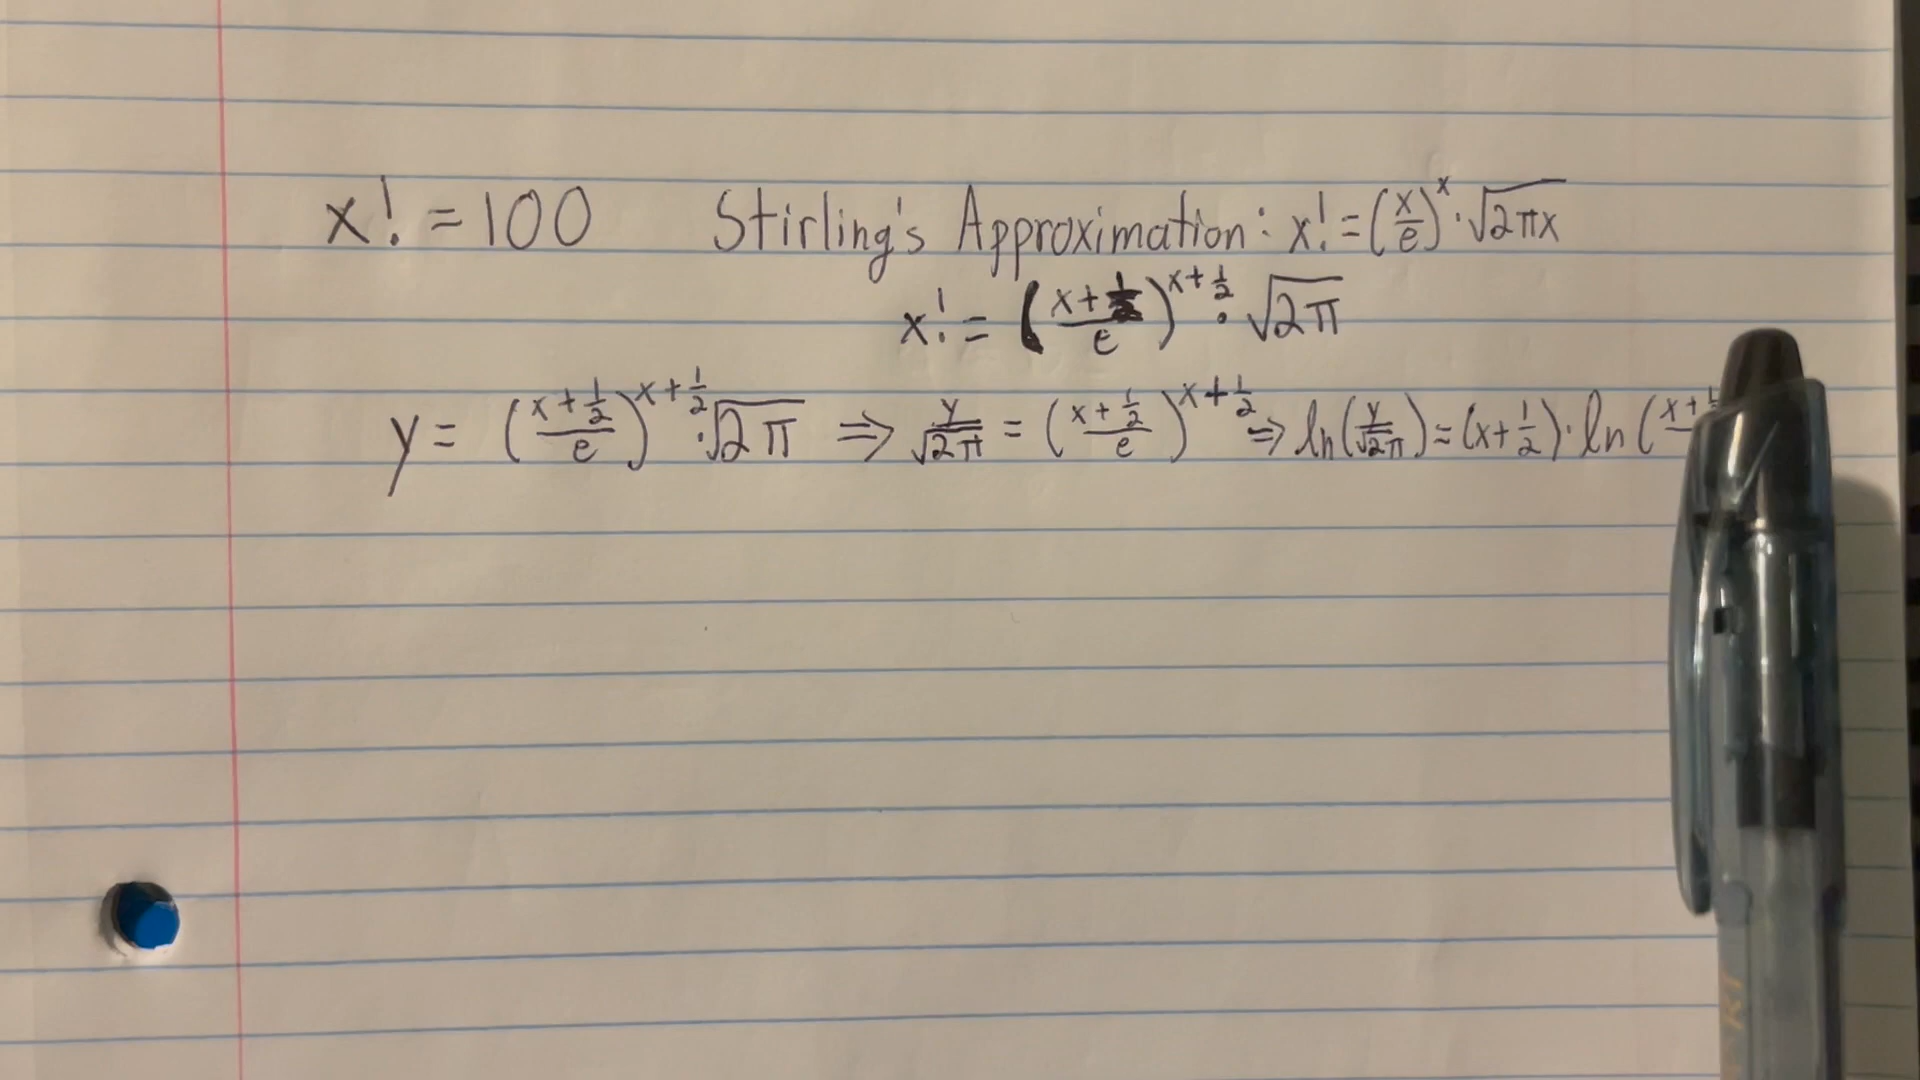 x! = 100 Stirling's Approximation: x! = (x/e)^x · √(2πx)
x! = ((x + 1/2)/e)^(x + 1/2) · √(2π)
y = ((x + 1/2)/e)^(x + 1/2) · √(2π) ⇒ y/√(2π) = ((x + 1/2)/e)^(x + 1/2) ⇒ ln(y/√(2π)) = (x + 1/2) · ln(x + 1